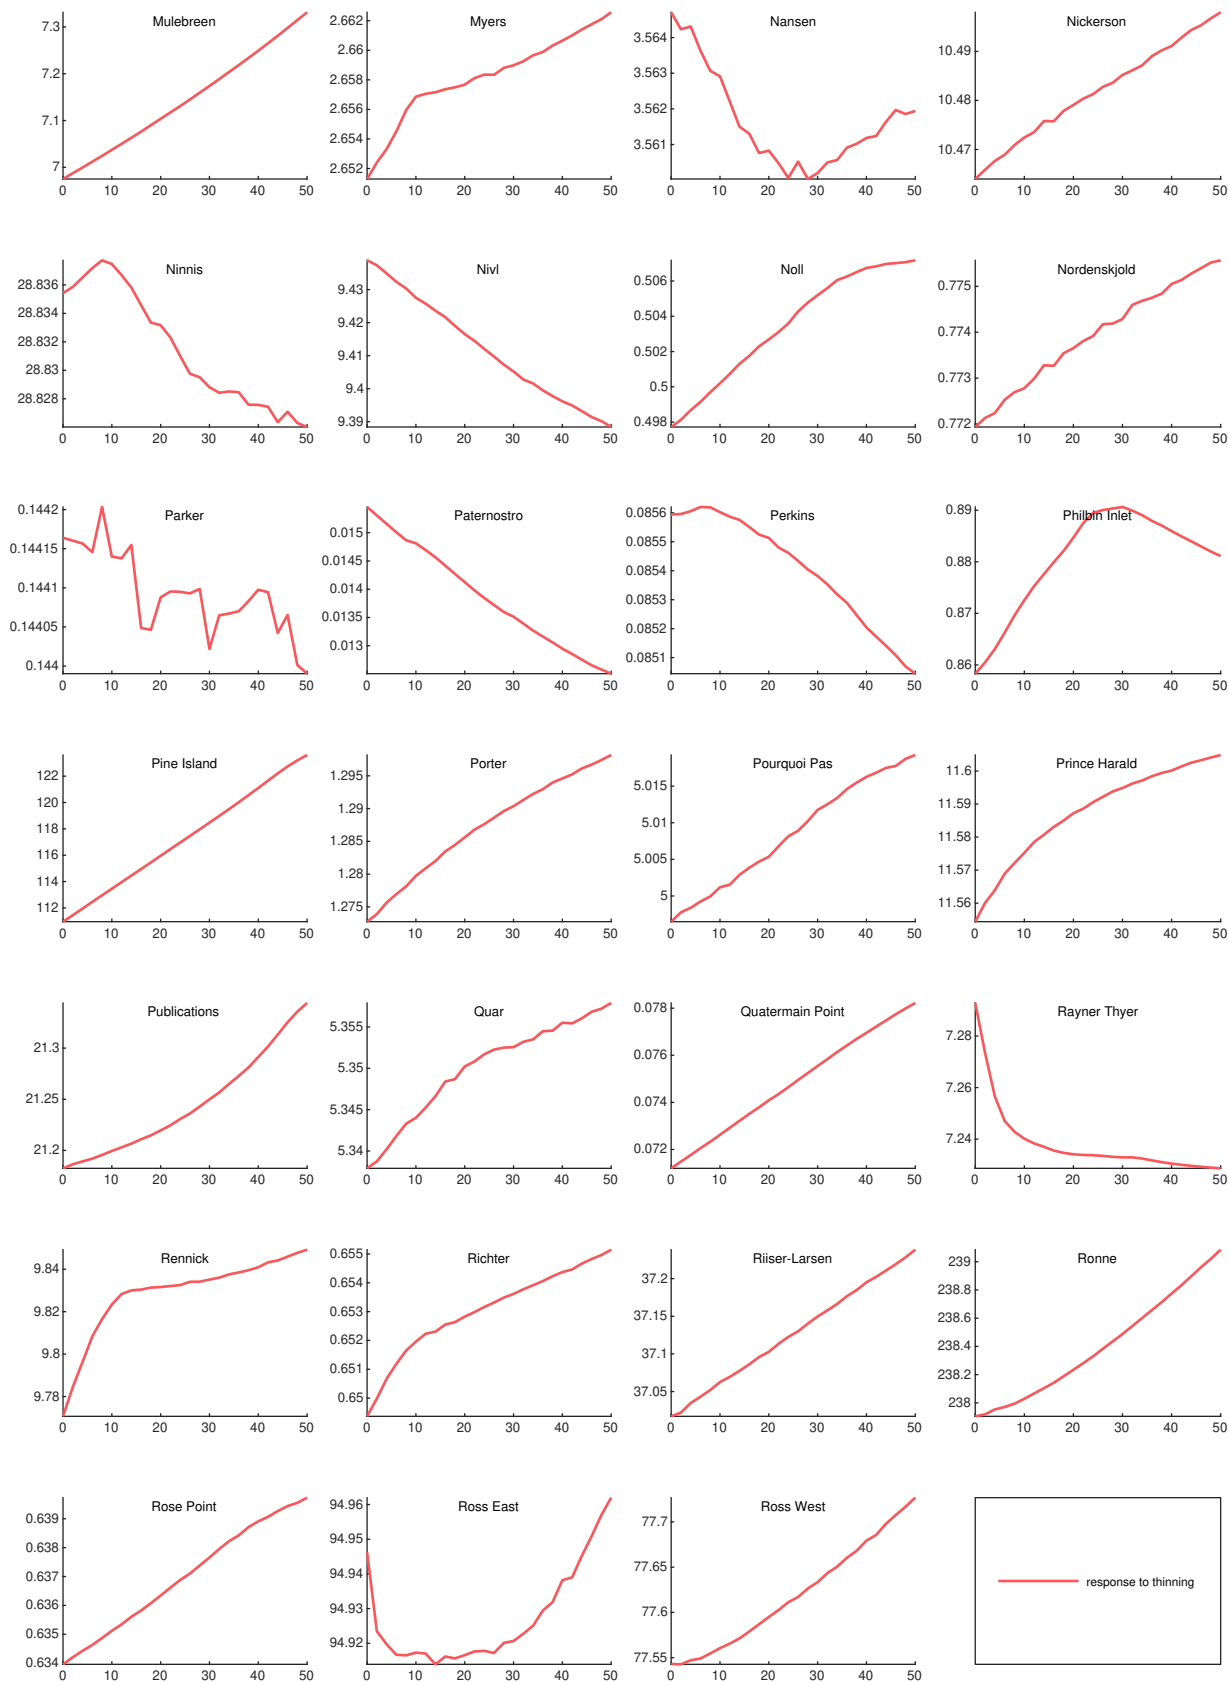 Mulebreen
7.3
7.2
7.1
7
0 10 20 30 40 50
Myers
2.662
2.66
2.658
2.656
2.654
2.652
0 10 20 30 40 50
Nansen
3.564
3.563
3.562
3.561
0 10 20 30 40 50
Nickerson
10.49
10.48
10.47
0 10 20 30 40 50
Ninnis
28.836
28.834
28.832
28.83
28.828
0 10 20 30 40 50
Nivl
9.43
9.42
9.41
9.4
9.39
0 10 20 30 40 50
Noll
0.506
0.504
0.502
0.5
0.498
0 10 20 30 40 50
Nordenskjold
0.775
0.774
0.773
0.772
0 10 20 30 40 50
Parker
0.1442
0.14415
0.1441
0.14405
0.144
0 10 20 30 40 50
Paternostro
0.015
0.0145
0.014
0.0135
0.013
0 10 20 30 40 50
Perkins
0.0856
0.0855
0.0854
0.0853
0.0852
0.0851
0 10 20 30 40 50
Philbin Inlet
0.89
0.88
0.87
0.86
0 10 20 30 40 50
Pine Island
122
120
118
116
114
112
0 10 20 30 40 50
Porter
1.295
1.29
1.285
1.28
1.275
0 10 20 30 40 50
Pourquoi Pas
5.015
5.01
5.005
5
0 10 20 30 40 50
Prince Harald
11.6
11.59
11.58
11.57
11.56
0 10 20 30 40 50
Publications
21.3
21.25
21.2
0 10 20 30 40 50
Quar
5.355
5.35
5.345
5.34
0 10 20 30 40 50
Quatermain Point
0.078
0.076
0.074
0.072
0 10 20 30 40 50
Rayner Thyer
7.28
7.26
7.24
0 10 20 30 40 50
Rennick
9.84
9.82
9.8
9.78
0 10 20 30 40 50
Richter
0.655
0.654
0.653
0.652
0.651
0.65
0 10 20 30 40 50
Riiser-Larsen
37.2
37.15
37.1
37.05
0 10 20 30 40 50
Ronne
239
238.8
238.6
238.4
238.2
238
0 10 20 30 40 50
Rose Point
0.639
0.638
0.637
0.636
0.635
0.634
0 10 20 30 40 50
Ross East
94.96
94.95
94.94
94.93
94.92
0 10 20 30 40 50
Ross West
77.7
77.65
77.6
77.55
0 10 20 30 40 50
response to thinning